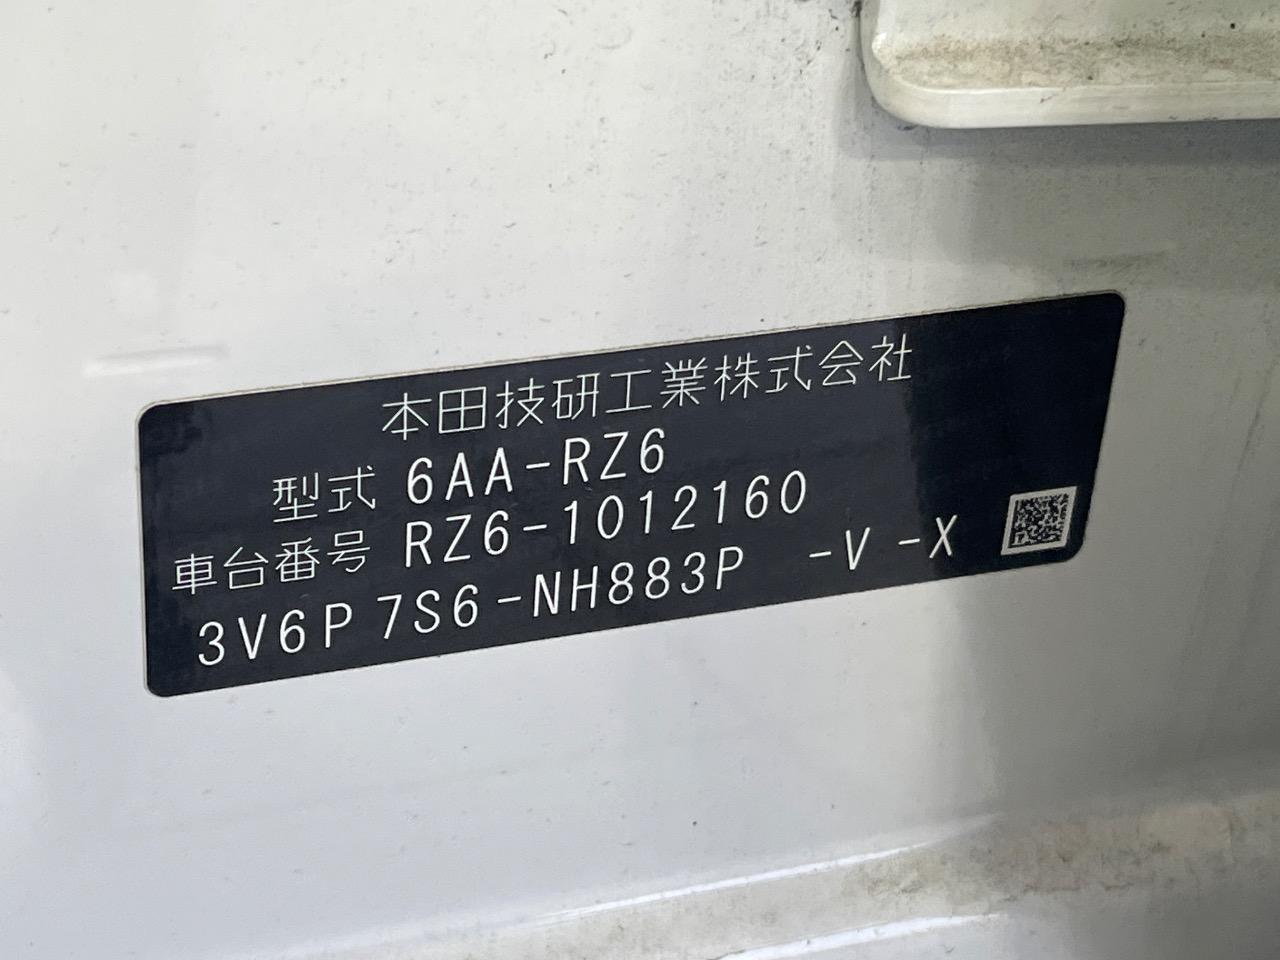 本田技研工業株式会社
型式 6AA-RZ6
車台番号 RZ6-1012160
3V6P 7S6-NH883P -V -X